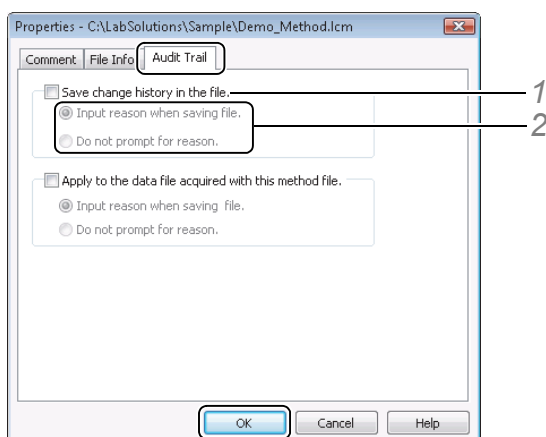 Properties - C:\LabSolutions\Sample\Demo_Method.lcm
Comment File Info Audit Trail
Save change history in the file. 1
Input reason when saving file. 2
Do not prompt for reason.
Apply to the data file acquired with this method file.
Input reason when saving file.
Do not prompt for reason.
OK Cancel Help